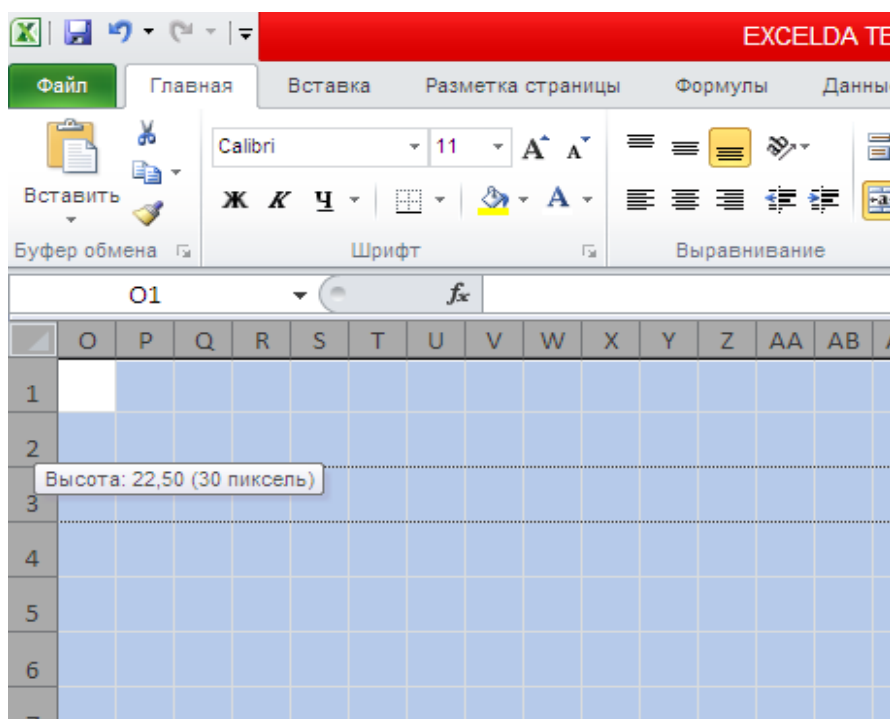 EXCELDA TE
Файл Главная Вставка Разметка страницы Формулы Данны
Вставить Calibri 11 А А
Ж К Ч А
Буфер обмена Шрифт Выравнивание
O1 fx
O P Q R S T U V W X Y Z AA AB
1
2
Высота: 22,50 (30 пиксель)
3
4
5
6